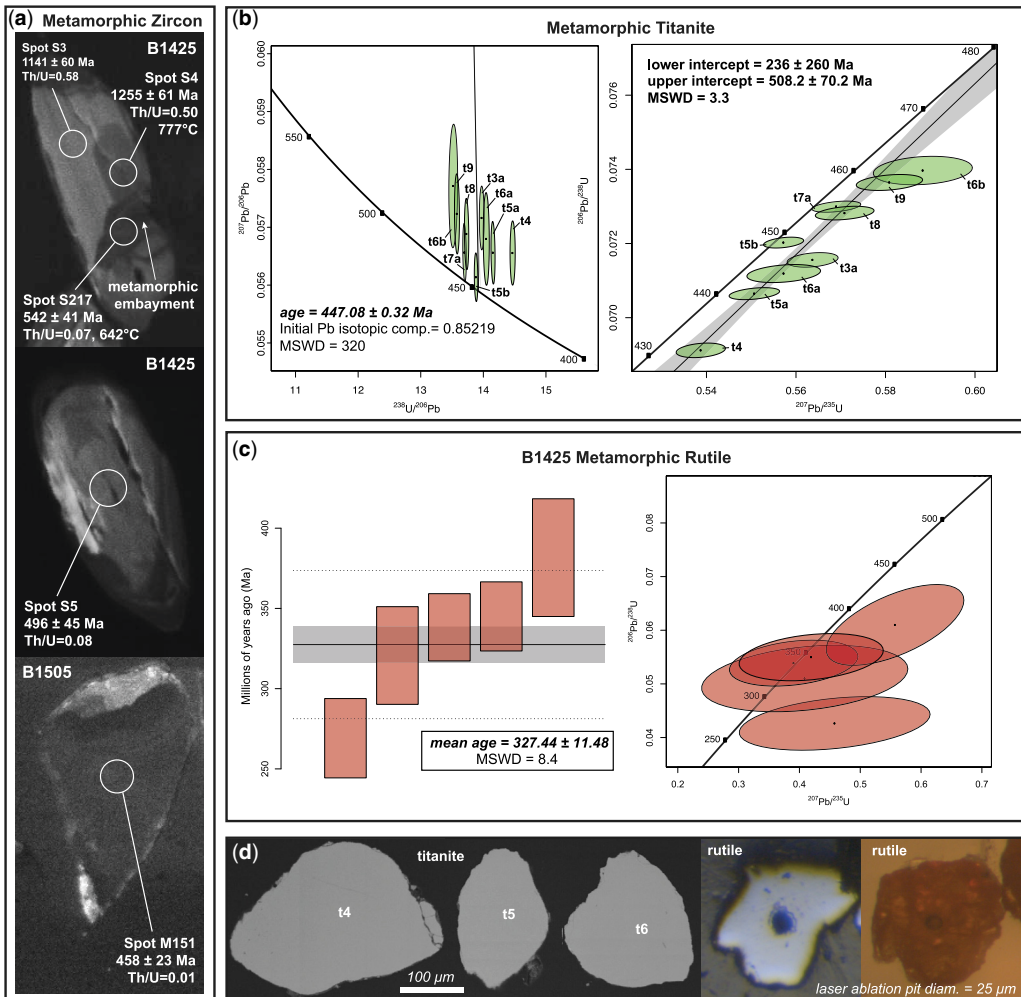 (a) Metamorphic Zircon
B1425
Spot S3
1141 ± 60 Ma
Th/U=0.58
Spot S4
1255 ± 61 Ma
Th/U=0.50
777°C
metamorphic
embayment
Spot S217
542 ± 41 Ma
Th/U=0.07, 642°C
B1425
Spot S5
496 ± 45 Ma
Th/U=0.08
B1505
Spot M151
458 ± 23 Ma
Th/U=0.01
(b)
Metamorphic Titanite
207Pb/206Pb
0.060
0.059
0.058
0.057
0.056
0.055
550
500
450
400
t9
t8
t3a
t6a
t5a
t4
t6b
t7a
t5b
age = 447.08 ± 0.32 Ma
Initial Pb isotopic comp.= 0.85219
MSWD = 320
11 12 13 14 15
238U/206Pb
lower intercept = 236 ± 260 Ma
upper intercept = 508.2 ± 70.2 Ma
MSWD = 3.3
206Pb/238U
0.076
0.074
0.072
0.070
480
470
460
450
440
430
t6b
t9
t7a
t8
t5b
t3a
t6a
t5a
t4
0.54 0.56 0.58 0.60
207Pb/235U
(c)
B1425 Metamorphic Rutile
Millions of years ago (Ma)
400
350
300
250
mean age = 327.44 ± 11.48
MSWD = 8.4
206Pb/238U
0.08
0.07
0.06
0.05
0.04
500
450
400
350
300
250
0.2 0.3 0.4 0.5 0.6 0.7
207Pb/235U
(d)
titanite
t4
t5
t6
100 µm
rutile
rutile
laser ablation pit diam. = 25 µm